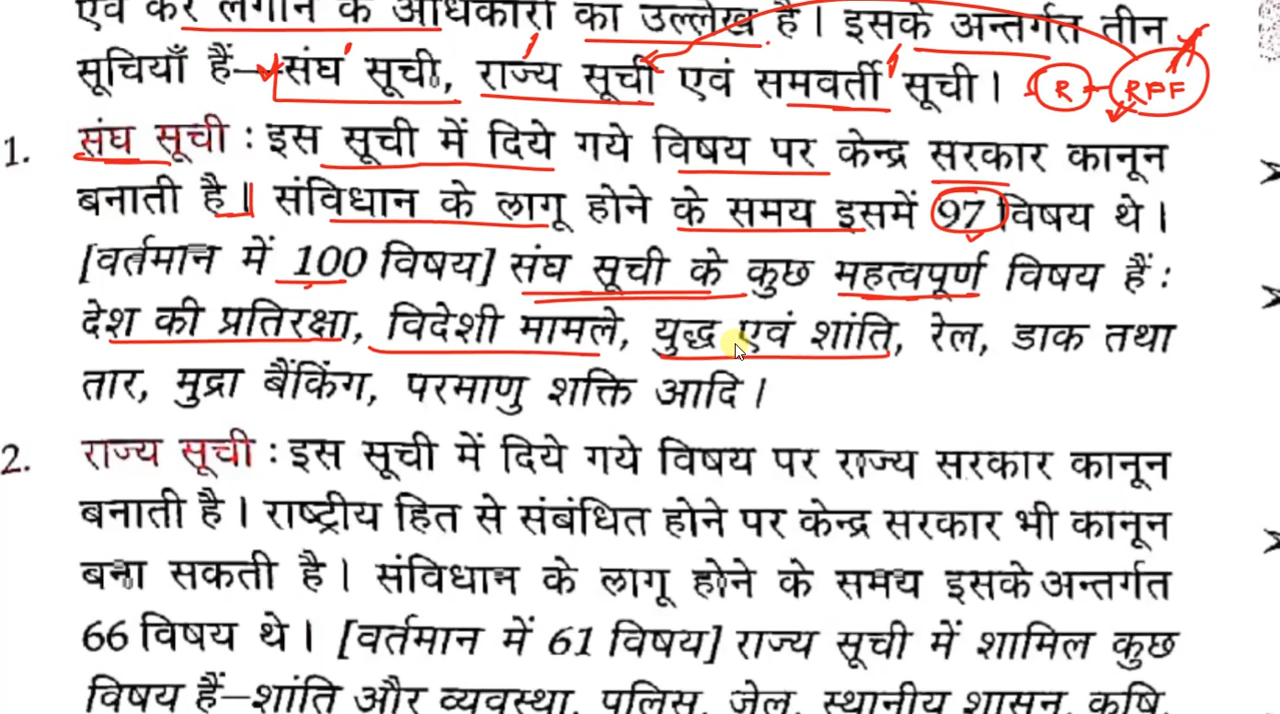 एवं कर लगाने के अधिकारों का उल्लेख है। इसके अन्तर्गत तीन
सूचियाँ हैं—संघ सूची, राज्य सूची एवं समवर्ती सूची। R - RPF
1. संघ सूची : इस सूची में दिये गये विषय पर केन्द्र सरकार कानून
बनाती है। संविधान के लागू होने के समय इसमें 97 विषय थे।
[वर्तमान में 100 विषय] संघ सूची के कुछ महत्वपूर्ण विषय हैं :
देश की प्रतिरक्षा, विदेशी मामले, युद्ध एवं शांति, रेल, डाक तथा
तार, मुद्रा बैंकिंग, परमाणु शक्ति आदि।
2. राज्य सूची : इस सूची में दिये गये विषय पर राज्य सरकार कानून
बनाती है। राष्ट्रीय हित से संबंधित होने पर केन्द्र सरकार भी कानून
बना सकती है। संविधान के लागू होने के समय इसके अन्तर्गत
66 विषय थे। [वर्तमान में 61 विषय] राज्य सूची में शामिल कुछ
विषय हैं—शांति और व्यवस्था, पुलिस, जेल, स्थानीय शासन, कृषि,